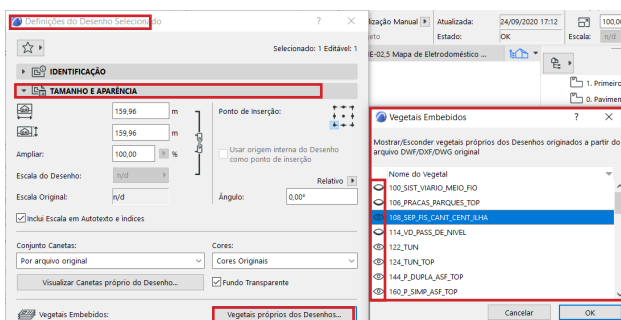 Definições do Desenho Selecionado
? ×
Selecionado: 1 Editável: 1
IDENTIFICAÇÃO
TAMANHO E APARÊNCIA
159,96 m
159,96 m
Ampliar: 100,00 %
Escala do Desenho: n/d
Escala Original: n/d
Inclui Escala em Autotexto e índices
Ponto de Inserção:
Usar origem interna do Desenho
como ponto de inserção
Relativo
Ângulo: 0,00°
Conjunto Canetas:
Por arquivo original
Cores:
Cores Originais
Visualizar Canetas próprio do Desenho...
Fundo Transparente
Vegetais Embebidos:
Vegetais próprios dos Desenhos...
ização Manual Atualizada: 24/09/2020 17:12 100,0
eto Estado: OK Escala: n/d
E-02,5 Mapa de Eletrodoméstico ...
1. Primeiro
0. Pavimen
Vegetais Embebidos
? ×
Mostrar/Esconder vegetais próprios dos Desenhos originados a partir do
arquivo DWF/DXF/DWG original
Nome do Vegetal
100_SIST_VIARIO_MEIO_FIO
106_PRACAS_PARQUES_TOP
108_SEP_FIS_CANT_CENT_ILHA
114_VD_PASS_DE_NIVEL
122_TUN
124_TUN_TOP
144_P_DUPLA_ASF_TOP
160_P_SIMP_ASF_TOP
Cancelar
OK